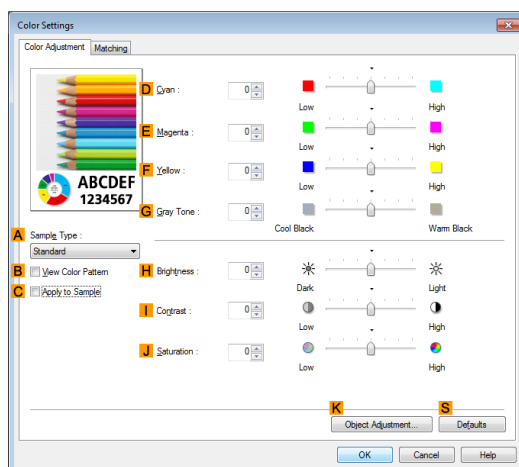 Color Settings
Color Adjustment Matching
D Cyan : 0
Low High
E Magenta : 0
Low High
F Yellow : 0
Low High
ABCDEF
1234567
G Gray Tone : 0
Cool Black Warm Black
A Sample Type :
Standard
B View Color Pattern
C Apply to Sample
H Brightness : 0
Dark Light
I Contrast : 0
Low High
J Saturation : 0
Low High
K S
Object Adjustment... Defaults
OK Cancel Help